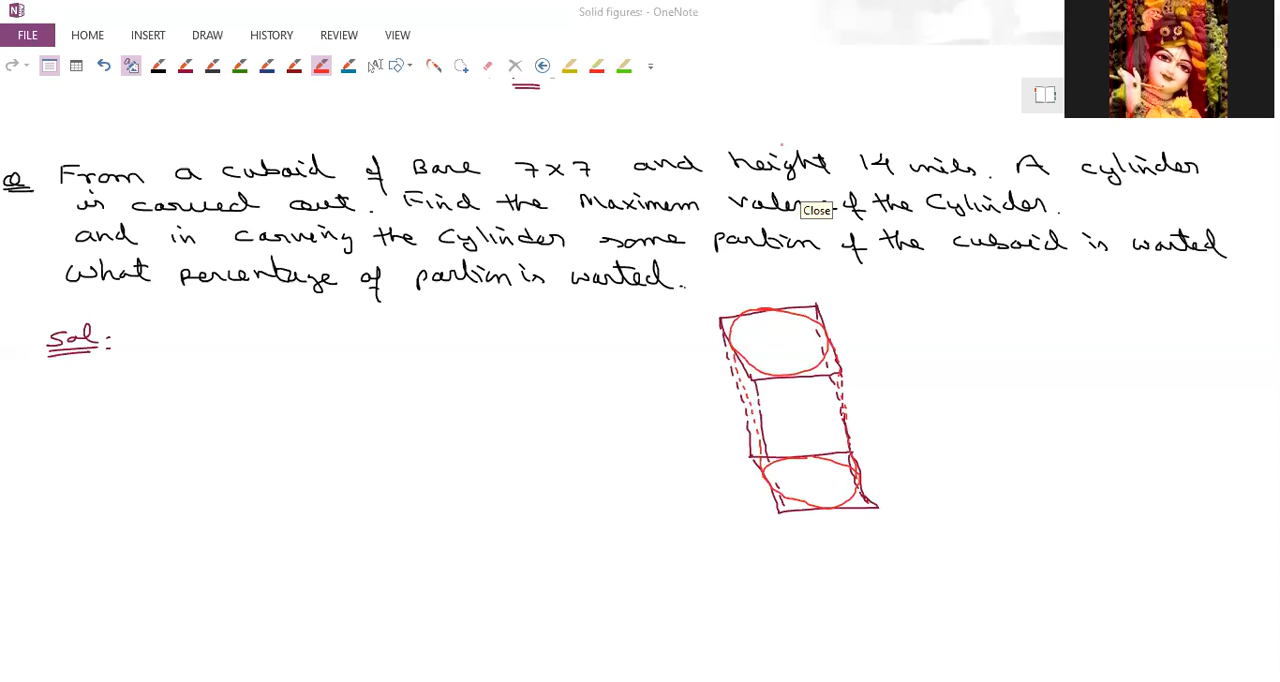 Solid figures: - OneNote
FILE HOME INSERT DRAW HISTORY REVIEW VIEW
Q From a cuboid of Base 7x7 and height 14 units. A cylinder
is carved out. Find the Maximum of the Cylinder.
Close
and in carving the cylinder some portion of the cuboid is wasted
What percentage of portion is wasted.
Sol: